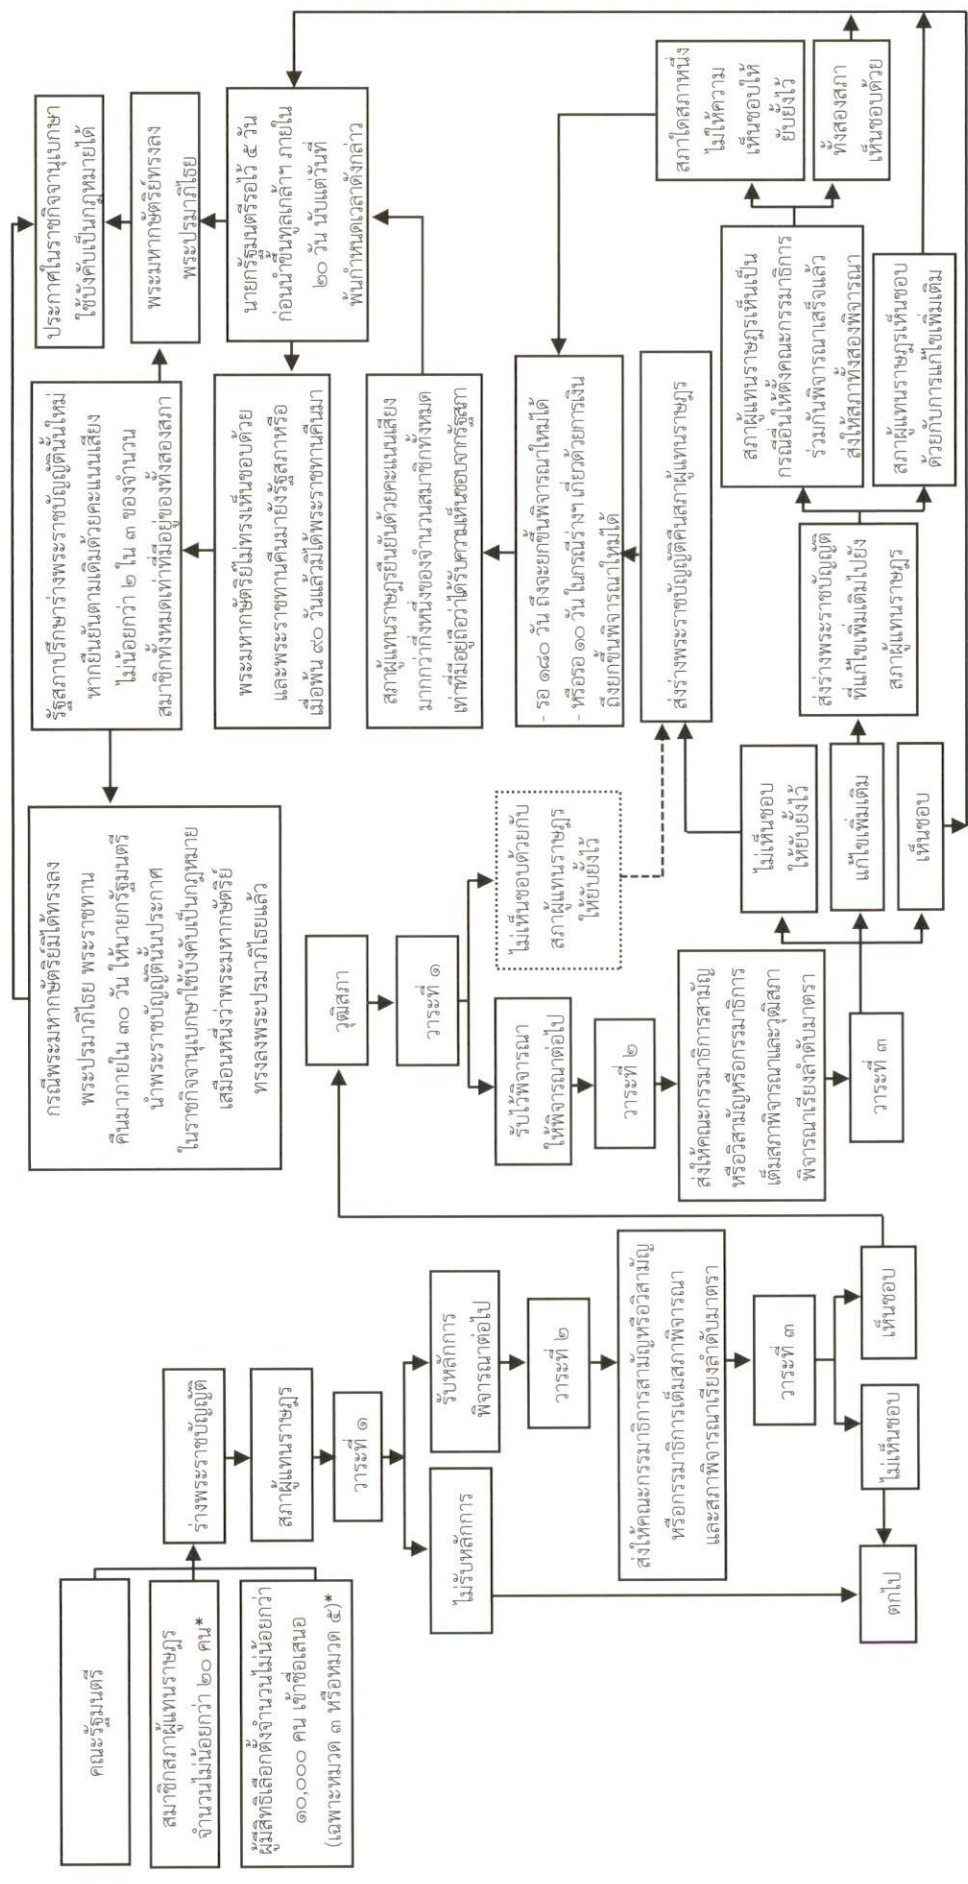 คณะรัฐมนตรี
สมาชิกสภาผู้แทนราษฎร
จำนวนไม่น้อยกว่า ๒๐ คน*
ผู้มีสิทธิเลือกตั้งจำนวนไม่น้อยกว่า
๑๐,๐๐๐ คน เข้าชื่อเสนอ
(เฉพาะหมวด ๓ หรือหมวด ๕)*
ร่างพระราชบัญญัติ
สภาผู้แทนราษฎร
วาระที่ ๑
ไม่รับหลักการ
รับหลักการ
พิจารณาต่อไป
วาระที่ ๒
ส่งให้คณะกรรมาธิการสามัญหรือวิสามัญ
หรือกรรมาธิการเต็มสภาพิจารณา
และสภาพิจารณาเรียงลำดับมาตรา
วาระที่ ๓
ไม่เห็นชอบ
เห็นชอบ
ตกไป
วุฒิสภา
วาระที่ ๑
รับไว้พิจารณา
ให้พิจารณาต่อไป
ไม่เห็นชอบด้วยกับ
สภาผู้แทนราษฎร
ให้ยับยั้งไว้
วาระที่ ๒
ส่งให้คณะกรรมาธิการสามัญ
หรือวิสามัญหรือกรรมาธิการ
เต็มสภาพิจารณาและวุฒิสภา
พิจารณาเรียงลำดับมาตรา
วาระที่ ๓
ไม่เห็นชอบ
ให้ยับยั้งไว้
แก้ไขเพิ่มเติม
เห็นชอบ
ส่งร่างพระราชบัญญัติคืนสภาผู้แทนราษฎร
ส่งร่างพระราชบัญญัติ
ที่แก้ไขเพิ่มเติมไปยัง
สภาผู้แทนราษฎร
สภาผู้แทนราษฎรเห็นเป็น
กรณีอื่นให้ตั้งคณะกรรมาธิการ
ร่วมกันพิจารณาเสร็จแล้ว
ส่งให้สภาทั้งสองพิจารณา
สภาผู้แทนราษฎรเห็นชอบ
ด้วยกับการแก้ไขเพิ่มเติม
สภาใดสภาหนึ่ง
ไม่ให้ความ
เห็นชอบให้
ยับยั้งไว้
ทั้งสองสภา
เห็นชอบด้วย
- รอ ๑๘๐ วัน ถึงจะยกขึ้นพิจารณาใหม่ได้
- หรือรอ ๑๐ วัน ในกรณีร่างฯ เกี่ยวด้วยการเงิน
ถึงยกขึ้นพิจารณาใหม่ได้
สภาผู้แทนราษฎรยืนยันด้วยคะแนนเสียง
มากกว่ากึ่งหนึ่งของจำนวนสมาชิกทั้งหมด
เท่าที่มีอยู่ถือว่าได้รับความเห็นชอบจากรัฐสภา
นายกรัฐมนตรีรอไว้ ๕ วัน
ก่อนนำขึ้นทูลเกล้าฯ ภายใน
๒๐ วัน นับแต่วันที่
พ้นกำหนดเวลาดังกล่าว
พระมหากษัตริย์ไม่ทรงเห็นชอบด้วย
และพระราชทานคืนมายังรัฐสภาหรือ
เมื่อพ้น ๙๐ วันแล้วมิได้พระราชทานคืนมา
พระมหากษัตริย์ทรงลง
พระปรมาภิไธย
ประกาศในราชกิจจานุเบกษา
ใช้บังคับเป็นกฎหมายได้
รัฐสภาปรึกษาร่างพระราชบัญญัตินั้นใหม่
หากยืนยันตามเดิมด้วยคะแนนเสียง
ไม่น้อยกว่า ๒ ใน ๓ ของจำนวน
สมาชิกทั้งหมดเท่าที่มีอยู่ของทั้งสองสภา
กรณีพระมหากษัตริย์มิได้ทรงลง
พระปรมาภิไธย พระราชทาน
คืนมาภายใน ๓๐ วัน ให้นายกรัฐมนตรี
นำพระราชบัญญัตินั้นประกาศ
ในราชกิจจานุเบกษาใช้บังคับเป็นกฎหมาย
เสมือนหนึ่งว่าพระมหากษัตริย์
ทรงลงพระปรมาภิไธยแล้ว